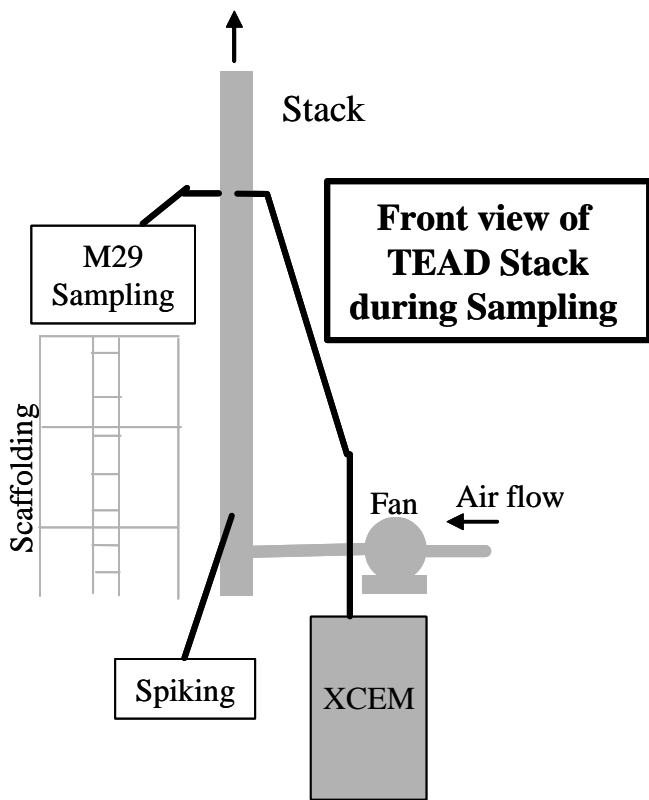 Stack
Front view of
TEAD Stack
during Sampling
M29
Sampling
Scaffolding
Fan
Air flow
Spiking
XCEM